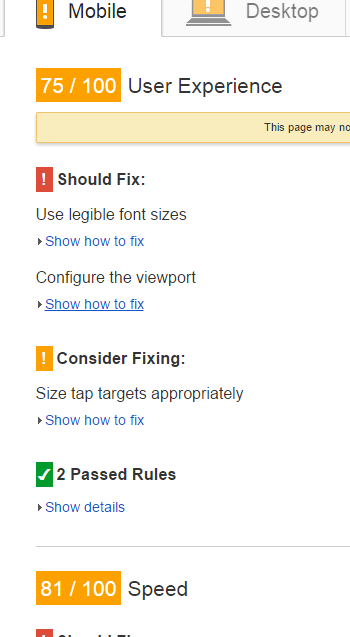 Mobile
Desktop
75 / 100 User Experience
This page may no
! Should Fix:
Use legible font sizes
Show how to fix
Configure the viewport
Show how to fix
! Consider Fixing:
Size tap targets appropriately
Show how to fix
2 Passed Rules
Show details
81 / 100 Speed